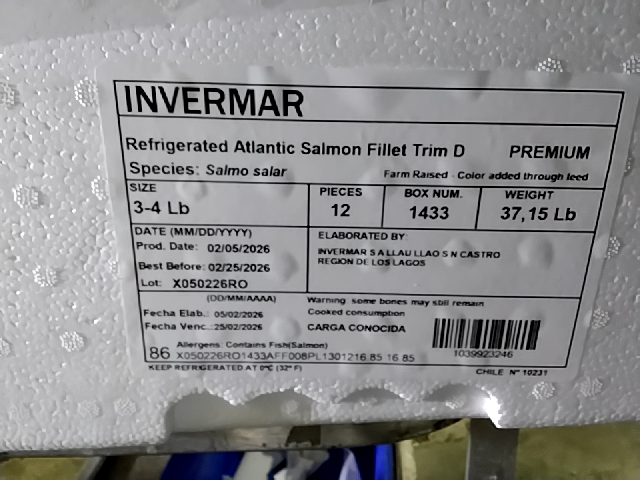 INVERMAR
Refrigerated Atlantic Salmon Fillet Trim D PREMIUM
Species: Salmo salar Farm Raised - Color added through feed
SIZE PIECES BOX NUM. WEIGHT
3-4 Lb 12 1433 37,15 Lb
DATE (MM/DD/YYYY) ELABORATED BY:
Prod. Date: 02/05/2026
INVERMAR S A LLAU LLAO S N CASTRO
REGION DE LOS LAGOS
Best Before: 02/25/2026
Lot: X050226RO
(DD/MM/AAAA) Warning some bones may still remain
Fecha Elab.: 05/02/2026 Cooked consumption
Fecha Venc.: 25/02/2026 CARGA CONOCIDA
Allergens: Contains Fish(Salmon)
86 X050226RO1433AFF008PL1301216.85 16 85
1039923246
KEEP REFRIGERATED AT 0°C (32° F) CHILE N° 10231